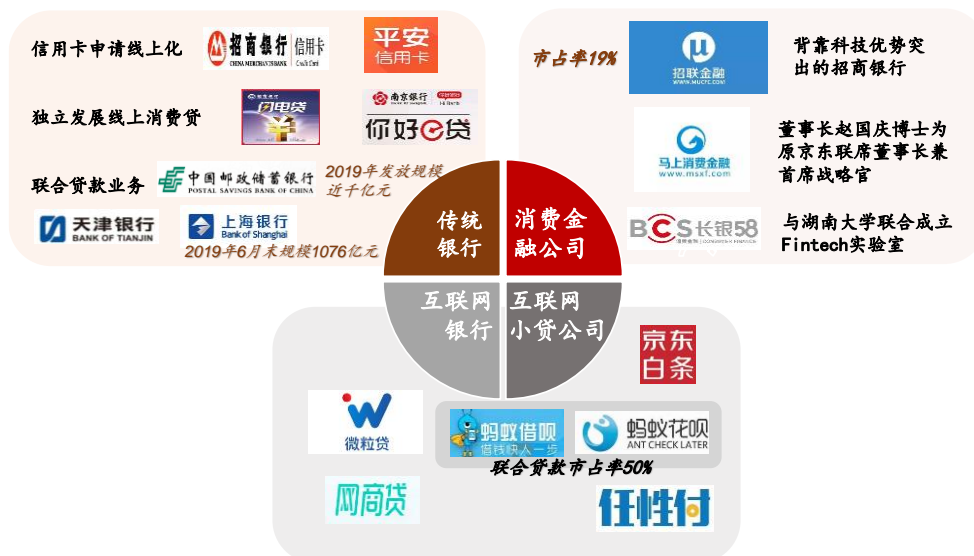 信用卡申请线上化
招商银行 信用卡
CHINA MERCHANTS BANK Credit Card
平安
信用卡
独立发展线上消费贷
闪电贷
南京银行
你好e贷
联合贷款业务
中国邮政储蓄银行
POSTAL SAVINGS BANK OF CHINA
2019年发放规模
近千亿元
天津银行
BANK OF TIANJIN
上海银行
Bank of Shanghai
2019年6月末规模1076亿元
市占率19%
招联金融
WWW.MUCFC.COM
背靠科技优势突
出的招商银行
马上消费金融
www.msxf.com
董事长赵国庆博士为
原京东联席董事长兼
首席战略官
BCS长银58
与湖南大学联合成立
Fintech实验室
传统
银行
消费金
融公司
互联网
银行
互联网
小贷公司
京东
白条
微粒贷
蚂蚁借呗
借钱快人一步
蚂蚁花呗
ANT CHECK LATER
联合贷款市占率50%
网商贷
任性付